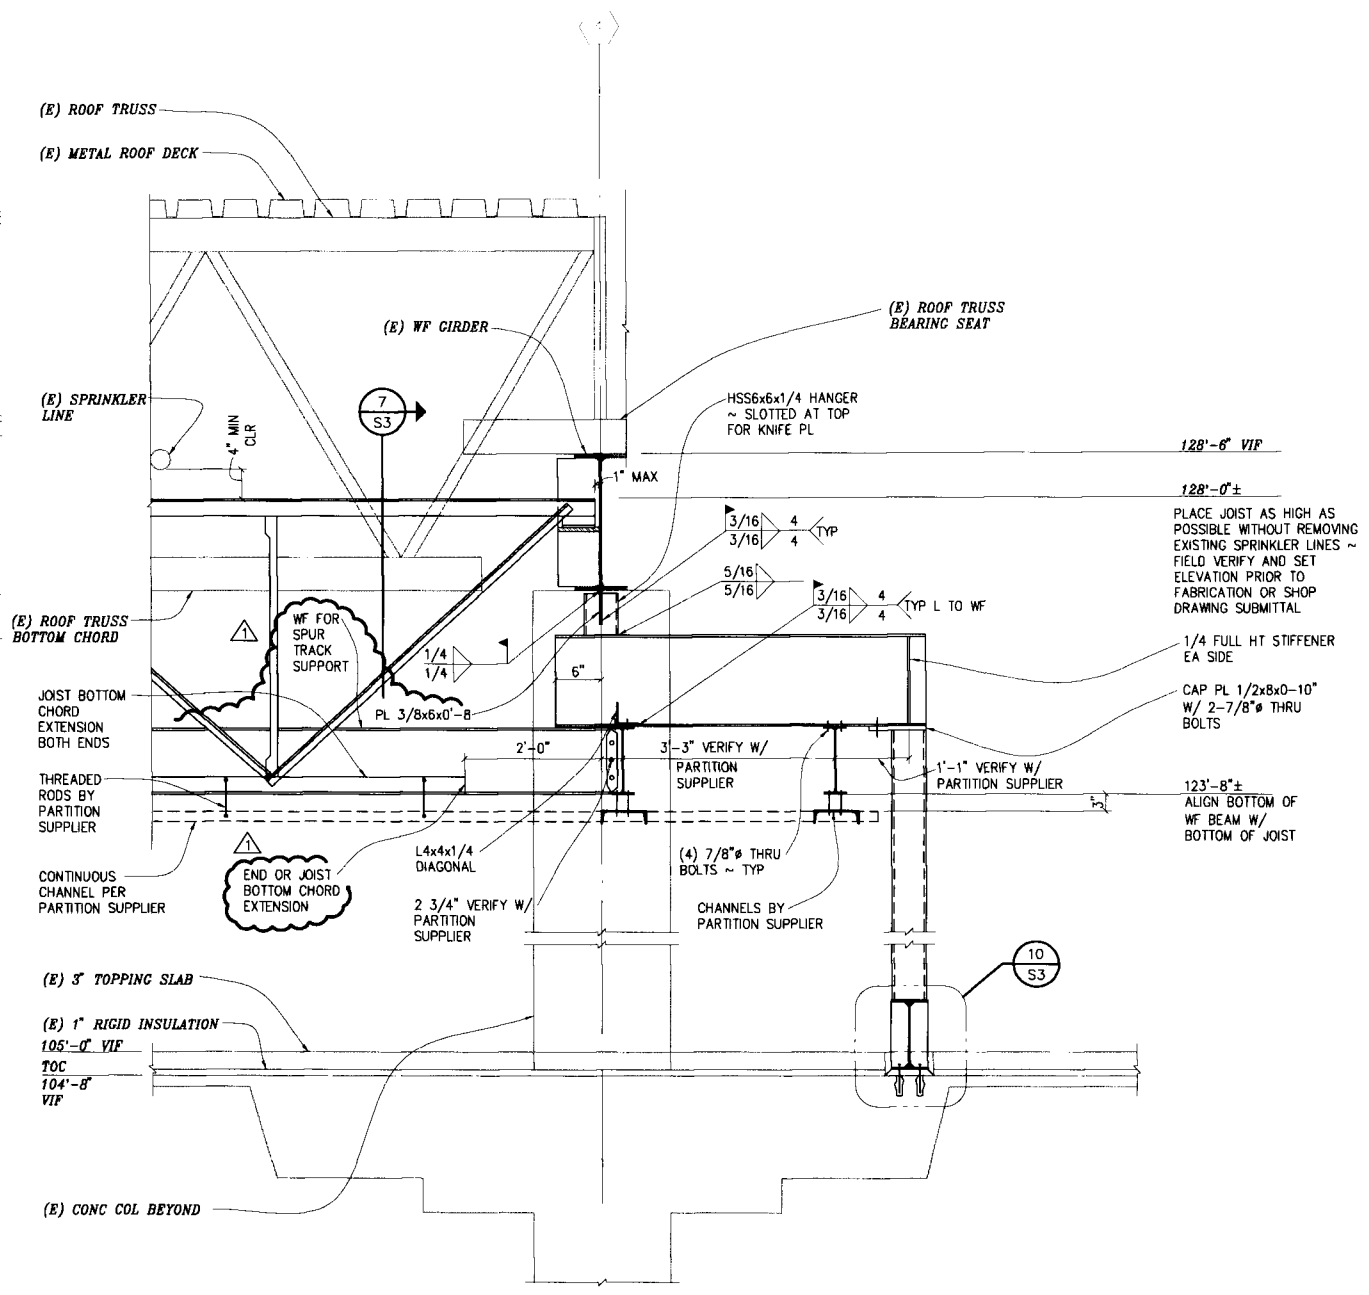 (E) ROOF TRUSS
(E) METAL ROOF DECK
(E) WF GIRDER
(E) ROOF TRUSS
BEARING SEAT
(E) SPRINKLER
LINE
4" MIN
CLR
7
S3
HSS6x6x1/4 HANGER
~ SLOTTED AT TOP
FOR KNIFE PL
1" MAX
128'-6" VIF
128'-0"±
PLACE JOIST AS HIGH AS
POSSIBLE WITHOUT REMOVING
EXISTING SPRINKLER LINES ~
FIELD VERIFY AND SET
ELEVATION PRIOR TO
FABRICATION OR SHOP
DRAWING SUBMITTAL
3/16 4
3/16 4
TYP
5/16
5/16
3/16 4
3/16 4
TYP L TO WF
(E) ROOF TRUSS
BOTTOM CHORD
1
WF FOR
SPUR
TRACK
SUPPORT
1/4
1/4
6"
1/4 FULL HT STIFFENER
EA SIDE
CAP PL 1/2x8x0-10"
W/ 2-7/8"ø THRU
BOLTS
JOIST BOTTOM
CHORD
EXTENSION
BOTH ENDS
PL 3/8x6x0'-8
2'-0"
3'-3" VERIFY W/
PARTITION
SUPPLIER
1'-1" VERIFY W/
PARTITION SUPPLIER
3"
123'-8"±
ALIGN BOTTOM OF
WF BEAM W/
BOTTOM OF JOIST
THREADED
RODS BY
PARTITION
SUPPLIER
1
END OR JOIST
BOTTOM CHORD
EXTENSION
L4x4x1/4
DIAGONAL
(4) 7/8"ø THRU
BOLTS ~ TYP
CONTINUOUS
CHANNEL PER
PARTITION SUPPLIER
2 3/4" VERIFY W/
PARTITION
SUPPLIER
CHANNELS BY
PARTITION SUPPLIER
10
S3
(E) 3" TOPPING SLAB
(E) 1" RIGID INSULATION
105'-0" VIF
TOC
104'-8"
VIF
(E) CONC COL BEYOND